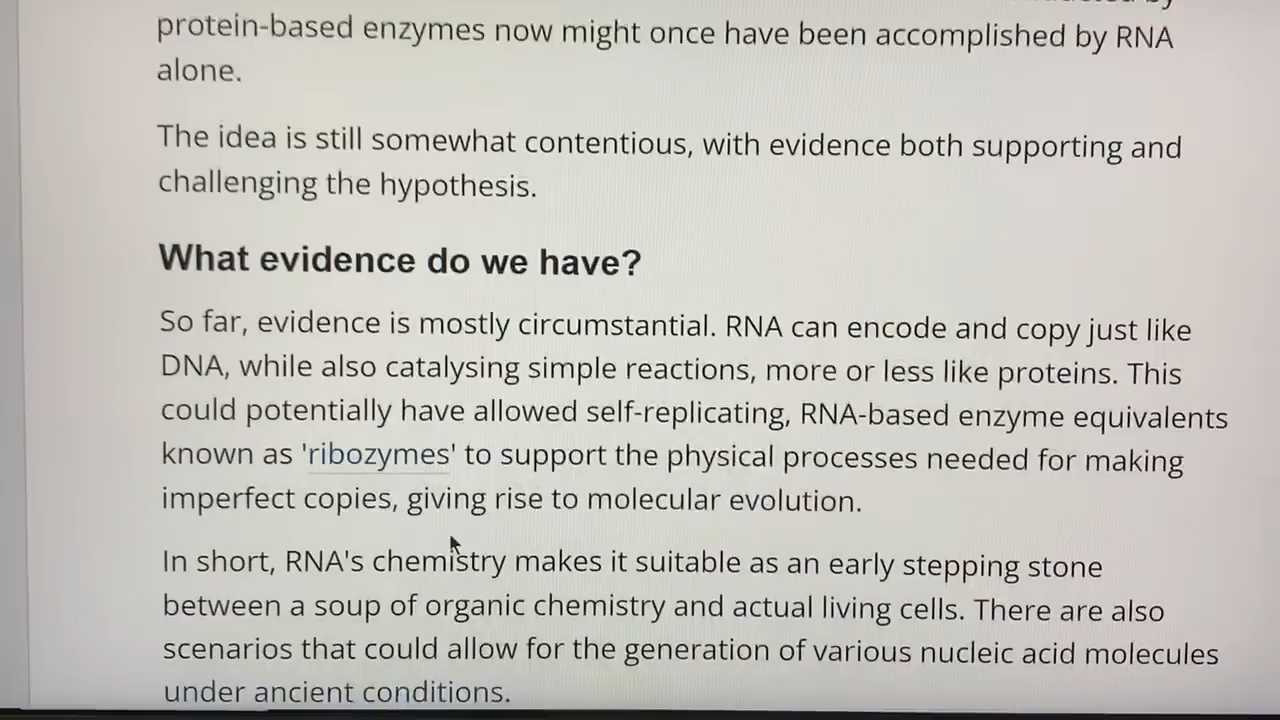 protein-based enzymes now might once have been accomplished by RNA
alone.
The idea is still somewhat contentious, with evidence both supporting and
challenging the hypothesis.
What evidence do we have?
So far, evidence is mostly circumstantial. RNA can encode and copy just like
DNA, while also catalysing simple reactions, more or less like proteins. This
could potentially have allowed self-replicating, RNA-based enzyme equivalents
known as 'ribozymes' to support the physical processes needed for making
imperfect copies, giving rise to molecular evolution.
In short, RNA's chemistry makes it suitable as an early stepping stone
between a soup of organic chemistry and actual living cells. There are also
scenarios that could allow for the generation of various nucleic acid molecules
under ancient conditions.